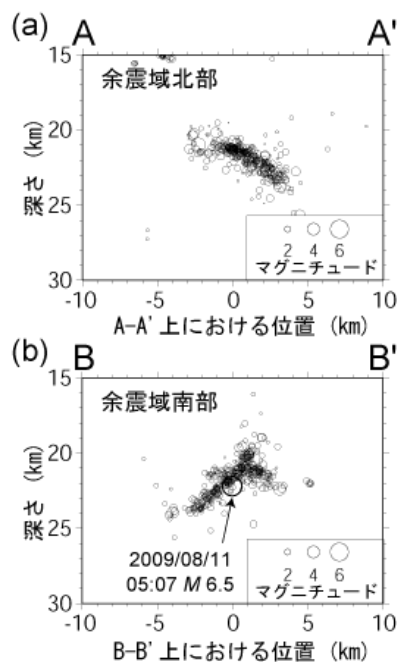 (a) A A'
15
余震域北部
20
深さ (km)
25
2 4 6
マグニチュード
30
-10 -5 0 5 10
A-A' 上における位置 (km)
(b) B B'
15
余震域南部
20
深さ (km)
25
2009/08/11
05:07 M 6.5
2 4 6
マグニチュード
30
-10 -5 0 5 10
B-B' 上における位置 (km)